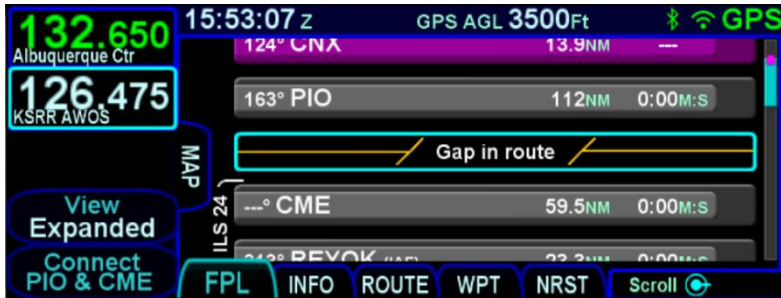 132.650
Albuquerque Ctr
126.475
KSRR AWOS
15:53:07 Z GPS AGL 3500Ft GPS
124° CNX 13.9NM ---
163° PIO 112NM 0:00M:S
Gap in route
MAP
ILS 24
---° CME 59.5NM 0:00M:S
View
Expanded
Connect
PIO & CME
FPL INFO ROUTE WPT NRST Scroll